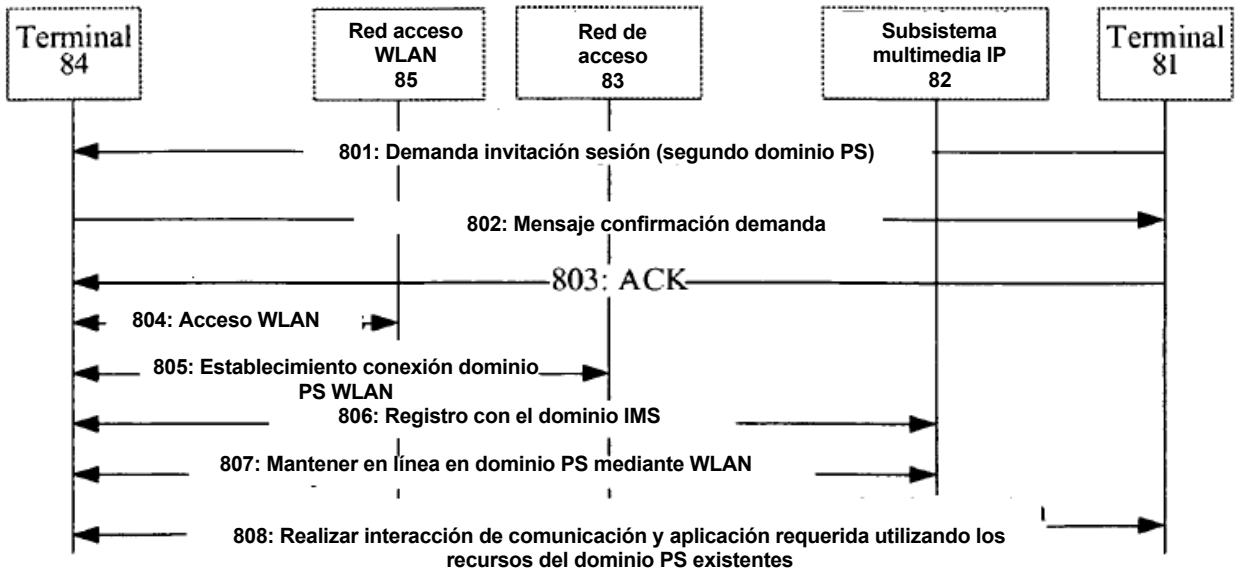 Terminal
84
Red acceso
WLAN
85
Red de
acceso
83
Subsistema
multimedia IP
82
Terminal
81
801: Demanda invitación sesión (segundo dominio PS)
802: Mensaje confirmación demanda
803: ACK
804: Acceso WLAN
805: Establecimiento conexión dominio
PS WLAN
806: Registro con el dominio IMS
807: Mantener en línea en dominio PS mediante WLAN
808: Realizar interacción de comunicación y aplicación requerida utilizando los
recursos del dominio PS existentes